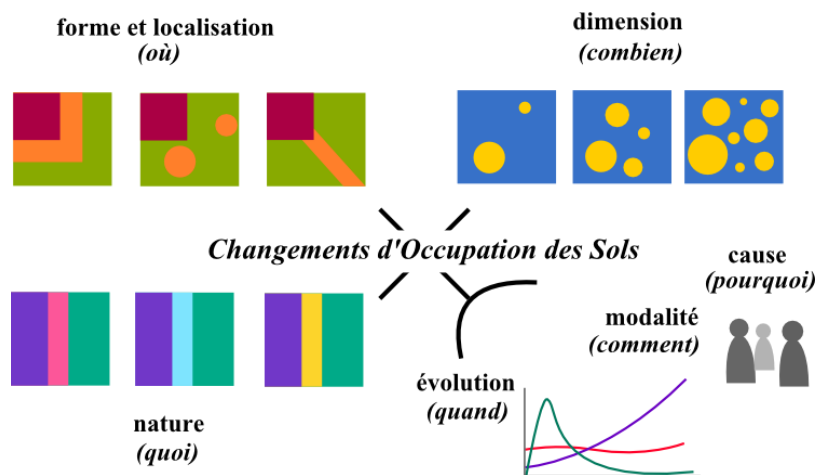 forme et localisation
(où)
dimension
(combien)
Changements d'Occupation des Sols
cause
(pourquoi)
modalité
(comment)
évolution
(quand)
nature
(quoi)